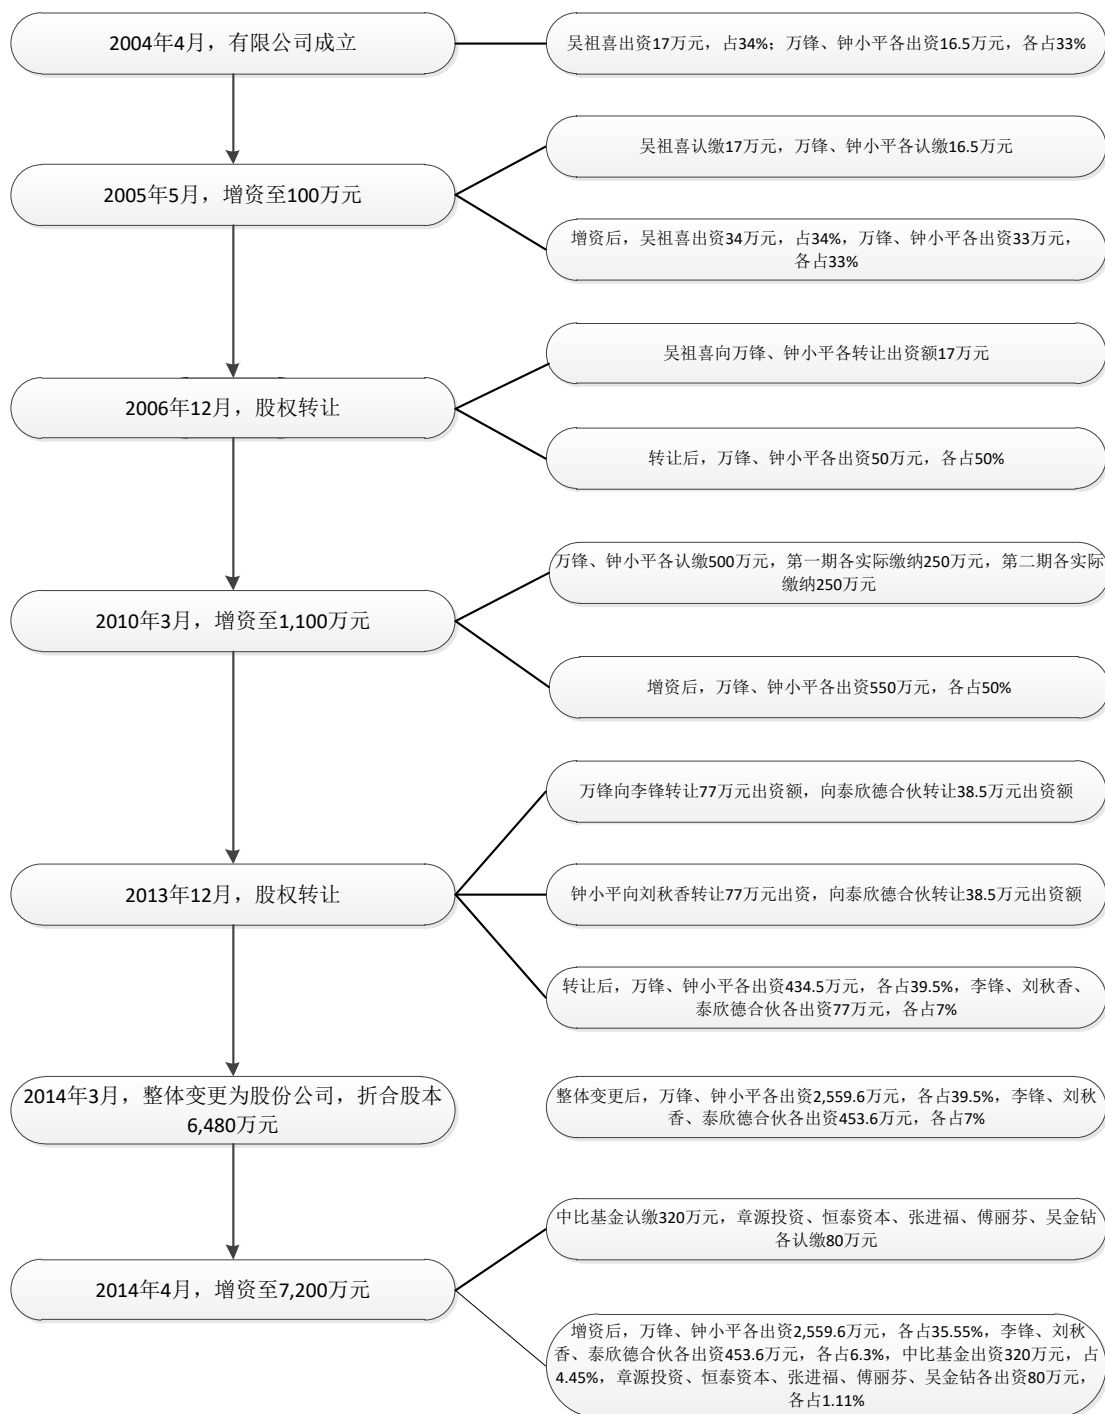 2004年4月，有限公司成立
吴祖喜出资17万元，占34%；万锋、钟小平各出资16.5万元，各占33%
吴祖喜认缴17万元，万锋、钟小平各认缴16.5万元
2005年5月，增资至100万元
增资后，吴祖喜出资34万元，占34%，万锋、钟小平各出资33万元，
各占33%
吴祖喜向万锋、钟小平各转让出资额17万元
2006年12月，股权转让
转让后，万锋、钟小平各出资50万元，各占50%
万锋、钟小平各认缴500万元，第一期各实际缴纳250万元，第二期各实际
缴纳250万元
2010年3月，增资至1,100万元
增资后，万锋、钟小平各出资550万元，各占50%
万锋向李锋转让77万元出资额，向泰欣德合伙转让38.5万元出资额
2013年12月，股权转让
钟小平向刘秋香转让77万元出资，向泰欣德合伙转让38.5万元出资额
转让后，万锋、钟小平各出资434.5万元，各占39.5%，李锋、刘秋香、
泰欣德合伙各出资77万元，各占7%
2014年3月，整体变更为股份公司，折合股本
6,480万元
整体变更后，万锋、钟小平各出资2,559.6万元，各占39.5%，李锋、刘秋
香、泰欣德合伙各出资453.6万元，各占7%
中比基金认缴320万元，章源投资、恒泰资本、张进福、傅丽芬、吴金钻
各认缴80万元
2014年4月，增资至7,200万元
增资后，万锋、钟小平各出资2,559.6万元，各占35.55%，李锋、刘秋
香、泰欣德合伙各出资453.6万元，各占6.3%，中比基金出资320万元，占
4.45%，章源投资、恒泰资本、张进福、傅丽芬、吴金钻各出资80万元，
各占1.11%